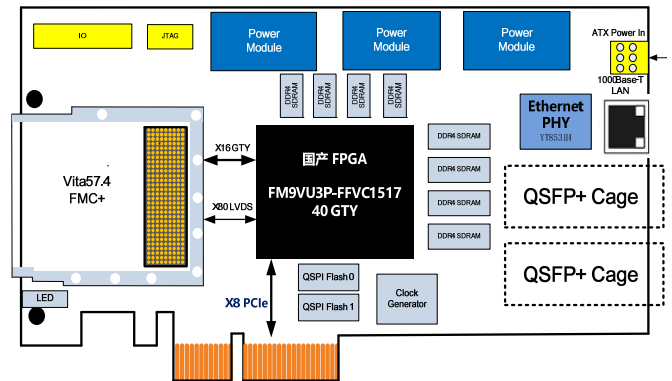 IO
JTAG
Power
Module
Power
Module
Power
Module
ATX Power In
1000Base-T
LAN
DDR4
SDRAM
DDR4
SDRAM
DDR4
SDRAM
DDR4
SDRAM
Ethernet
PHY
YT8531H
Vita57.4
FMC+
X16 GTY
X80 LVDS
国产 FPGA
FM9VU3P-FFVC1517
40 GTY
DDR4 SDRAM
DDR4 SDRAM
DDR4 SDRAM
DDR4 SDRAM
QSFP+ Cage
QSFP+ Cage
X8 PCIe
QSPI Flash 0
QSPI Flash 1
Clock
Generator
LED